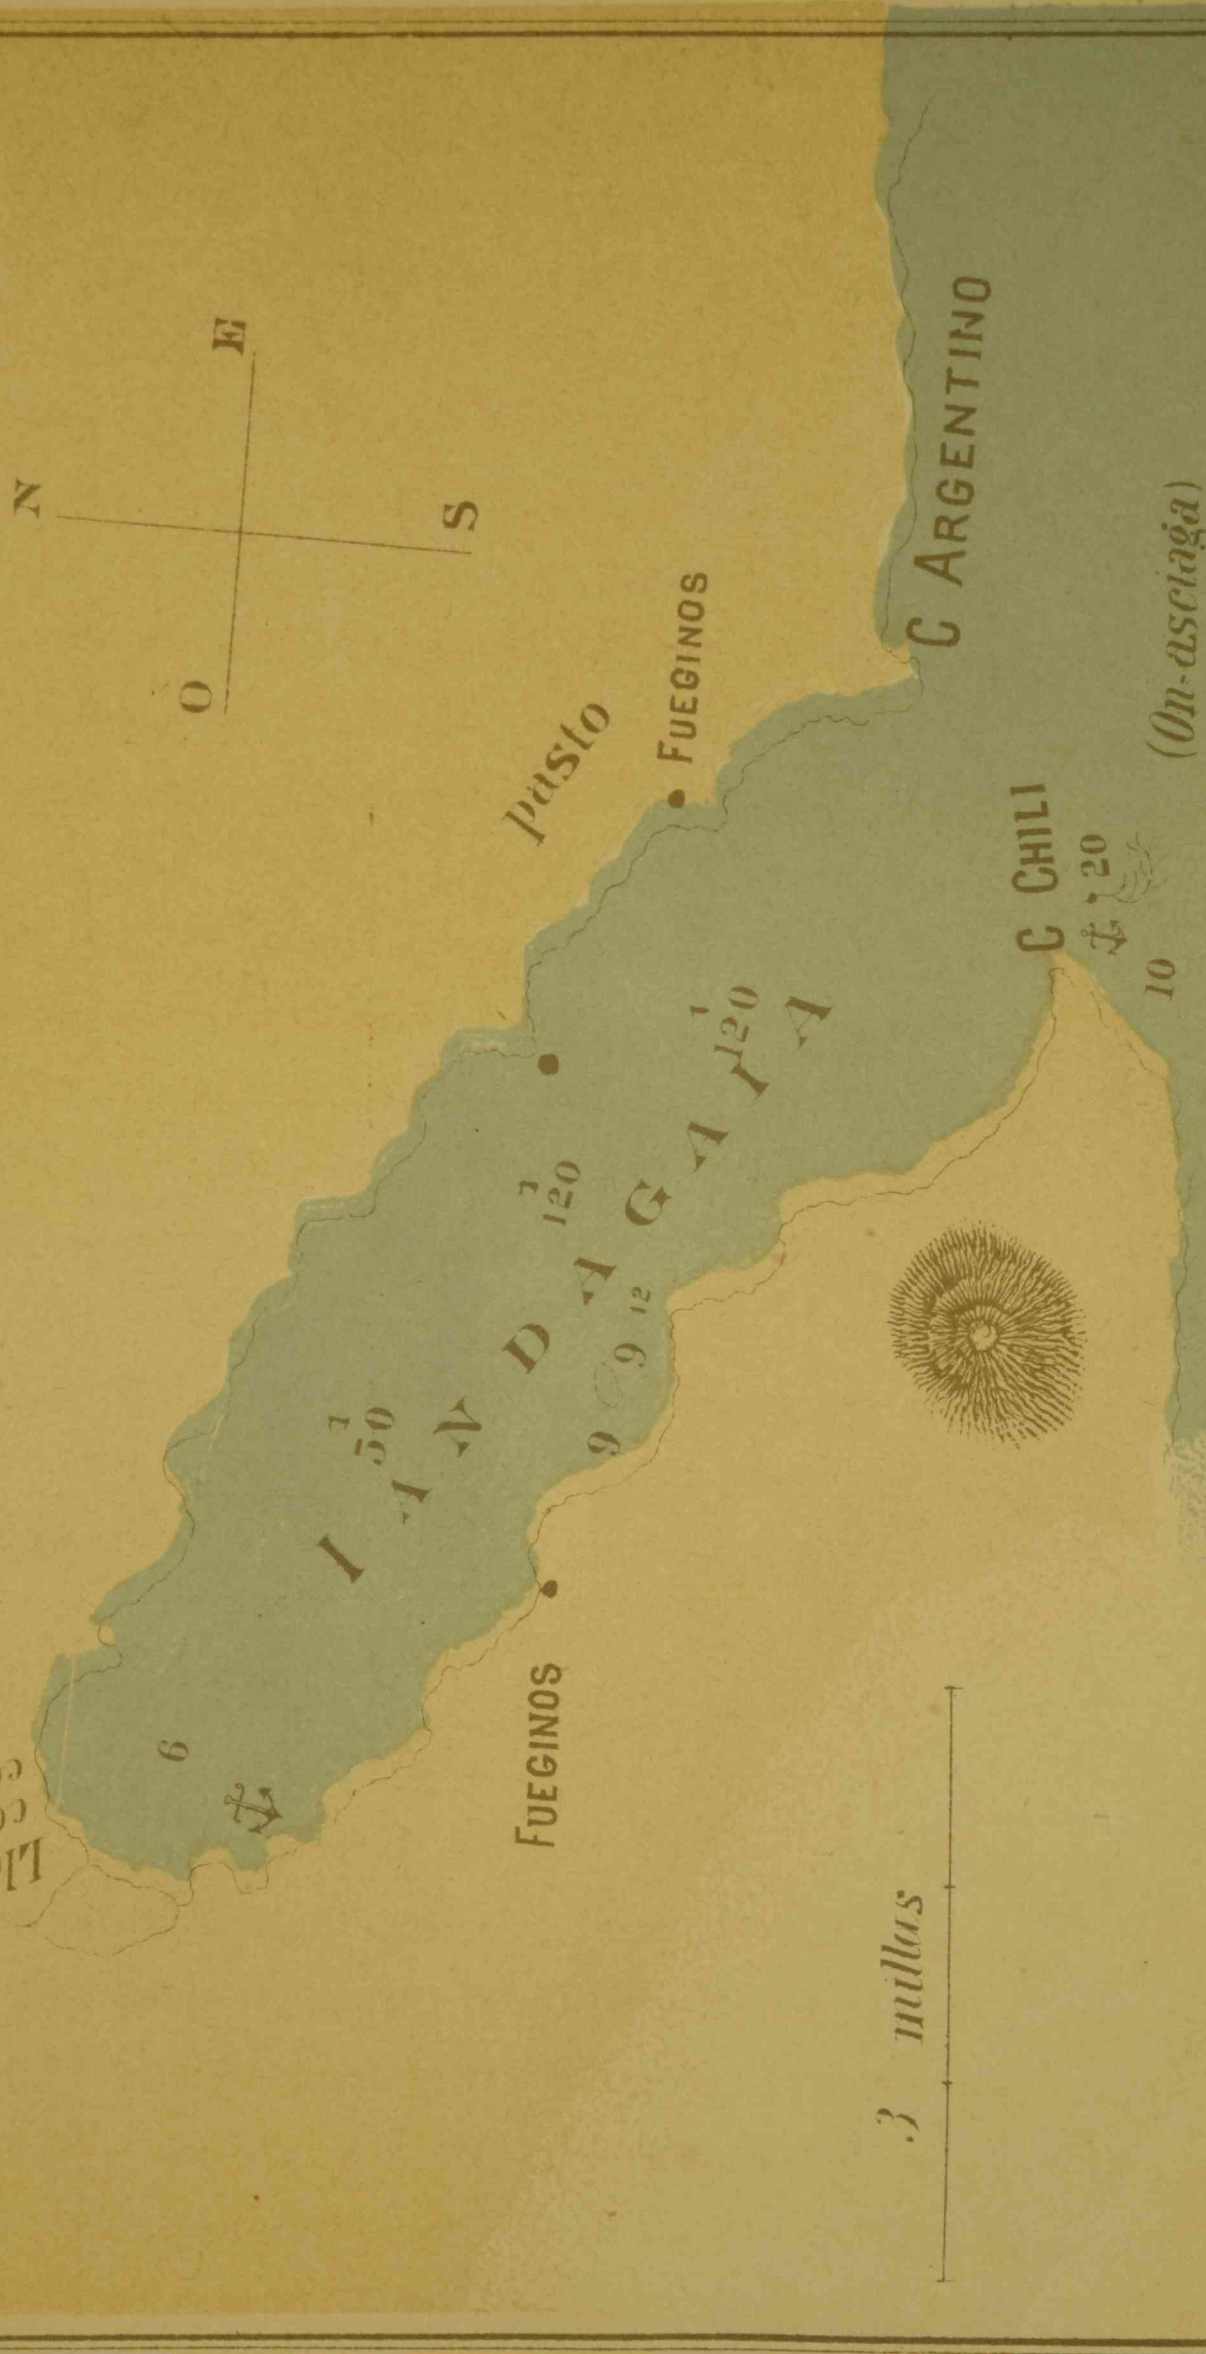 N
E
O
S
pasto
FUEGINOS
C ARGENTINO
(On-asciaga)
C CHILI
20
10
IANDAGAIA
1
120
1
120
1
50
12
9
9
6
FUEGINOS
3 millas